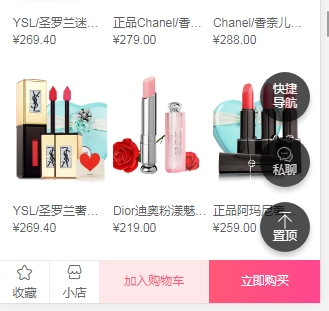 YSL/圣罗兰迷... 正品Chanel/香... Chanel/香奈儿...
¥269.40 ¥279.00 ¥288.00
快捷
导航
私聊
YSL/圣罗兰奢... Dior迪奥粉漾魅... 正品阿玛尼
¥269.40 ¥219.00 ¥259.00
置顶
收藏 小店 加入购物车 立即购买